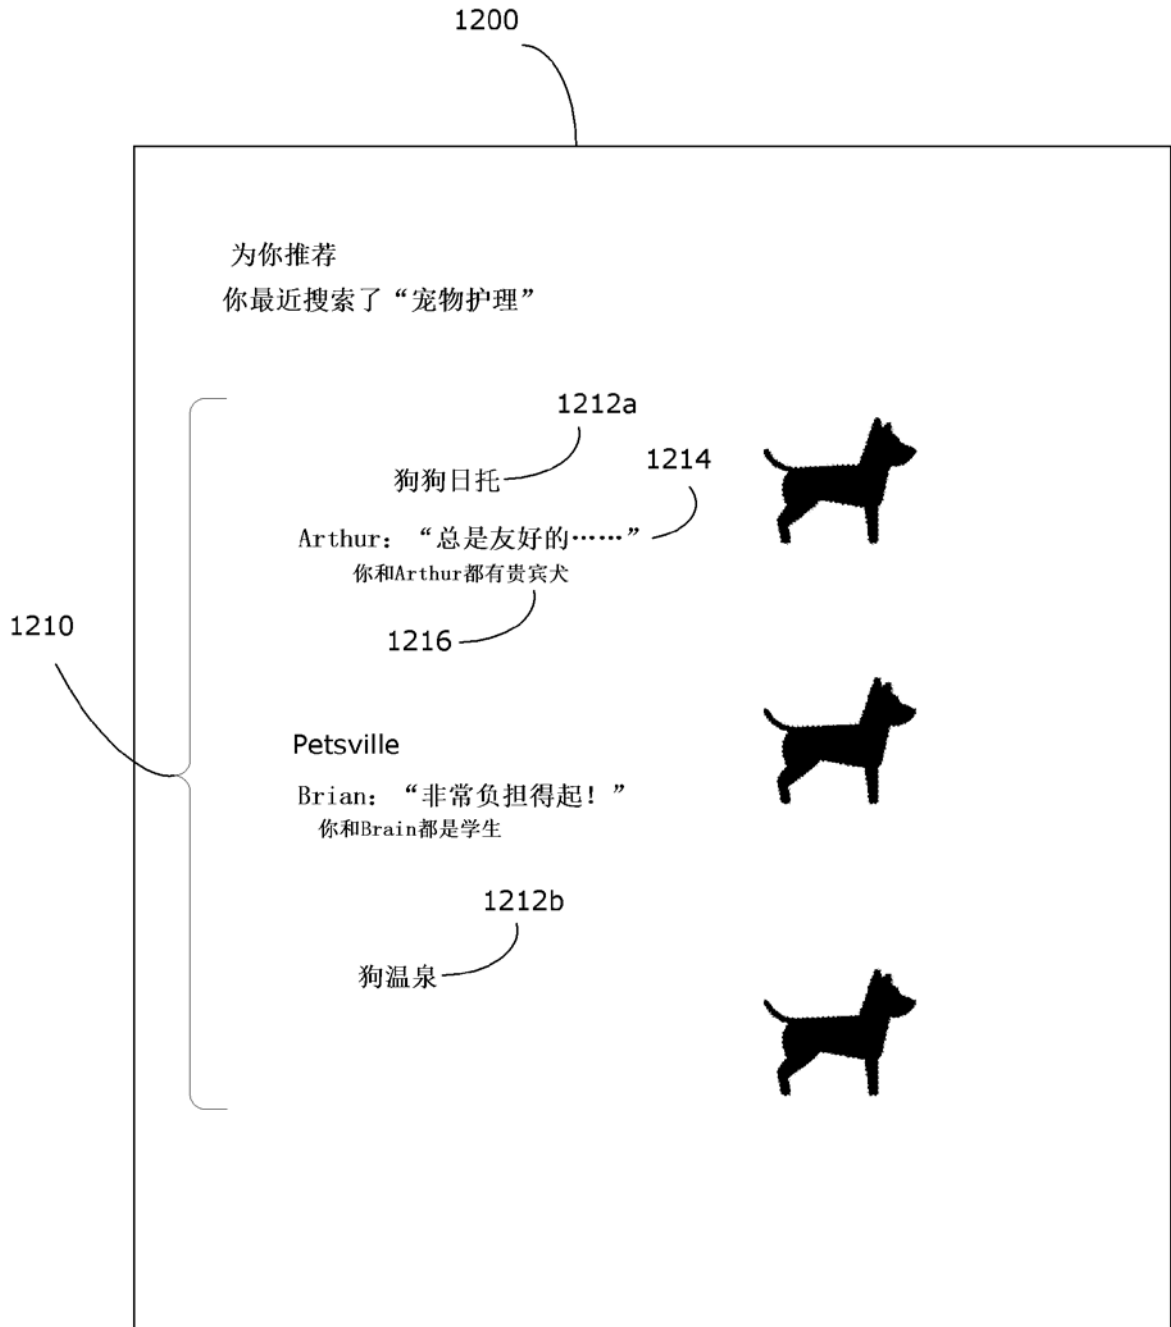 1200
为你推荐
你最近搜索了“宠物护理”
1212a
1214
狗狗日托
Arthur：“总是友好的……”
你和Arthur都有贵宾犬
1210
1216
Petsville
Brian：“非常负担得起！”
你和Brain都是学生
1212b
狗温泉